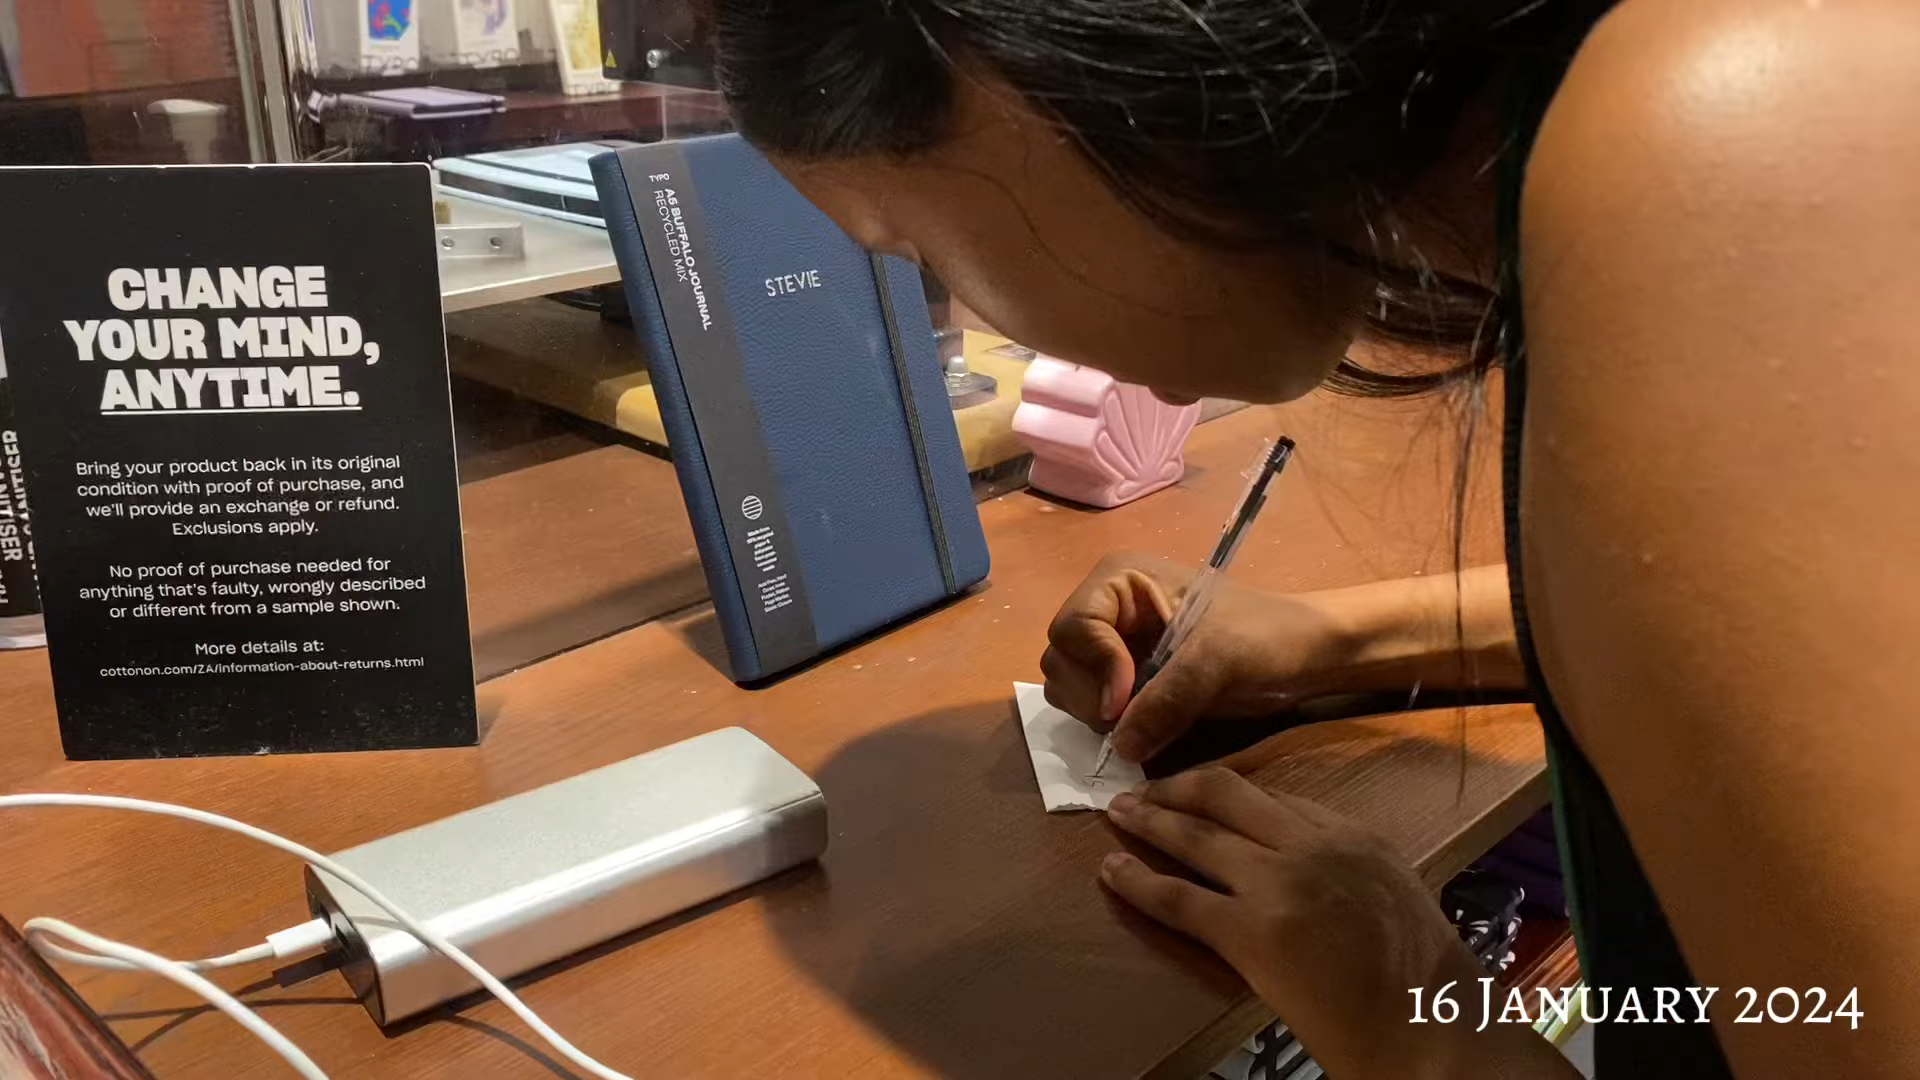 CHANGE
YOUR MIND,
ANYTIME.
Bring your product back in its original
condition with proof of purchase, and
we'll provide an exchange or refund.
Exclusions apply.
No proof of purchase needed for
anything that's faulty, wrongly described
or different from a sample shown.
More details at:
cottonon.com/ZA/information-about-returns.html
TYPO
A5 BUFFALO JOURNAL
RECYCLED MIX
STEVIE
16 January 2024